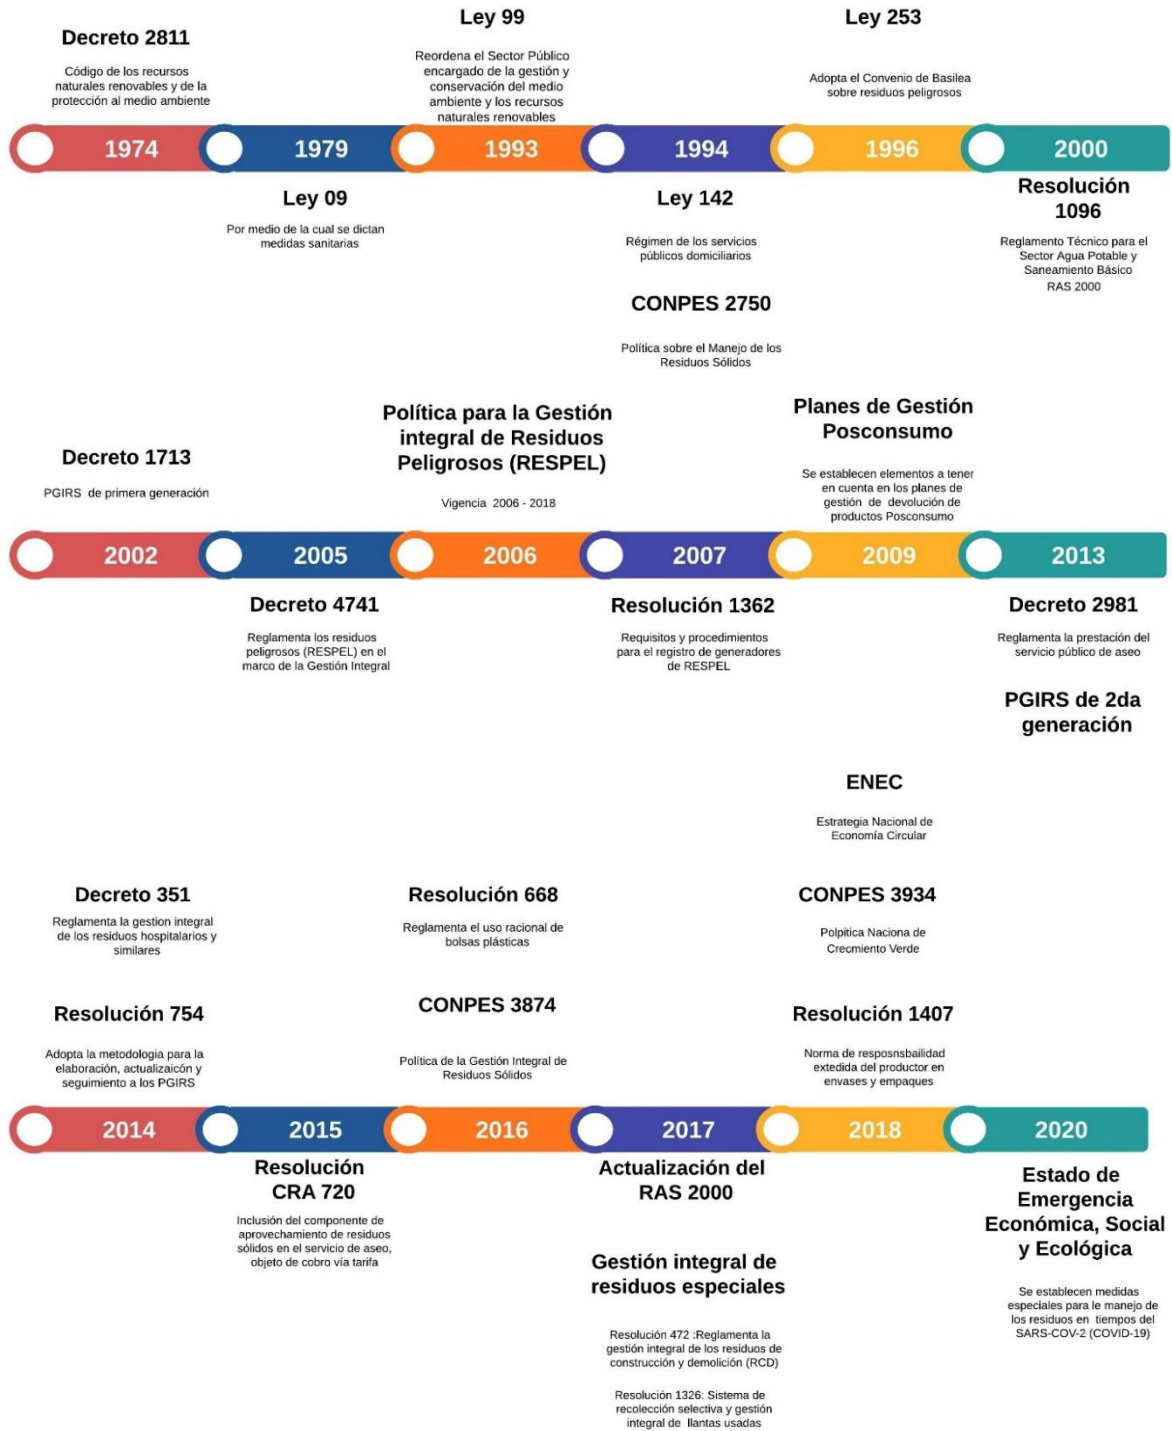 Decreto 2811
Código de los recursos
naturales renovables y de la
protección al medio ambiente
Ley 99
Reordena el Sector Público
encargado de la gestión y
conservación del medio
ambiente y los recursos
naturales renovables
Ley 253
Adopta el Convenio de Basilea
sobre residuos peligrosos
1974
1979
1993
1994
1996
2000
Ley 09
Por medio de la cual se dictan
medidas sanitarias
Ley 142
Régimen de los servicios
públicos domiciliarios
CONPES 2750
Política sobre el Manejo de los
Residuos Sólidos
Resolución
1096
Reglamento Técnico para el
Sector Agua Potable y
Saneamiento Básico
RAS 2000
Decreto 1713
PGIRS de primera generación
Política para la Gestión
integral de Residuos
Peligrosos (RESPEL)
Vigencia 2006 - 2018
Planes de Gestión
Posconsumo
Se establecen elementos a tener
en cuenta en los planes de
gestión de devolución de
productos Posconsumo
2002
2005
2006
2007
2009
2013
Decreto 4741
Reglamenta los residuos
peligrosos (RESPEL) en el
marco de la Gestión Integral
Resolución 1362
Requisitos y procedimientos
para el registro de generadores
de RESPEL
Decreto 2981
Reglamenta la prestación del
servicio público de aseo
PGIRS de 2da
generación
Decreto 351
Reglamenta la gestion integral
de los residuos hospitalarios y
similares
Resolución 754
Adopta la metodologia para la
elaboración, actualizaicón y
seguimiento a los PGIRS
Resolución 668
Reglamenta el uso racional de
bolsas plásticas
CONPES 3874
Política de la Gestión Integral de
Residuos Sólidos
ENEC
Estrategia Nacional de
Economía Circular
CONPES 3934
Polpitica Naciona de
Crecmiento Verde
Resolución 1407
Norma de resposnsbailidad
extedida del productor en
envases y empaques
2014
2015
2016
2017
2018
2020
Resolución
CRA 720
Inclusión del componente de
aprovechamiento de residuos
sólidos en el servicio de aseo,
objeto de cobro vía tarifa
Actualización del
RAS 2000
Gestión integral de
residuos especiales
Resolución 472 :Reglamenta la
gestión integral de los residuos de
construcción y demolición (RCD)
Resolución 1326: Sistema de
recolección selectiva y gestión
integral de llantas usadas
Estado de
Emergencia
Económica, Social
y Ecológica
Se establecen medidas
especiales para le manejo de
los residuos en tiempos del
SARS-COV-2 (COVID-19)